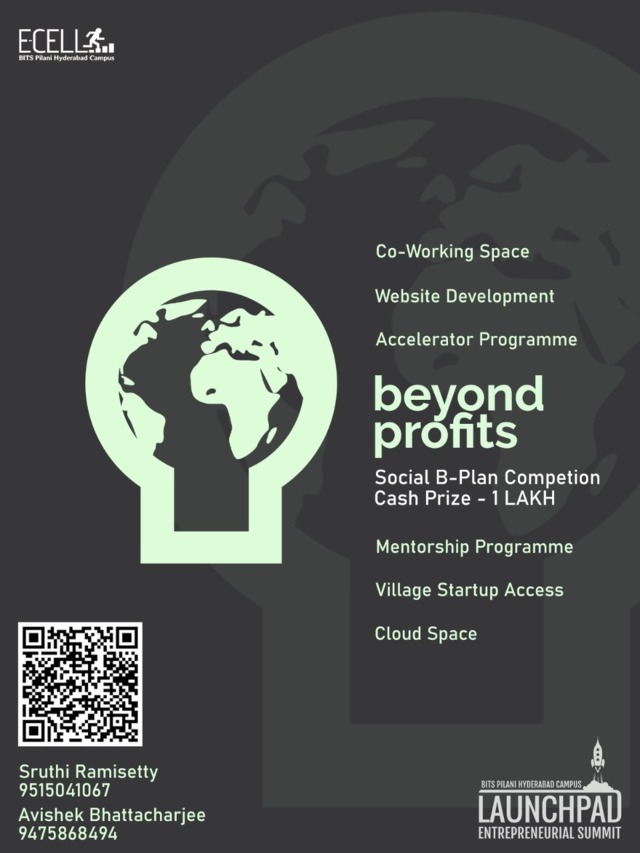 E-CELL
BITS Pilani Hyderabad Campus
Co-Working Space
Website Development
Accelerator Programme
beyond
profits
Social B-Plan Competion
Cash Prize - 1 LAKH
Mentorship Programme
Village Startup Access
Cloud Space
Sruthi Ramisetty
9515041067
Avishek Bhattacharjee
9475868494
BITS PILANI HYDERABAD CAMPUS
LAUNCHPAD
ENTREPRENEURIAL SUMMIT